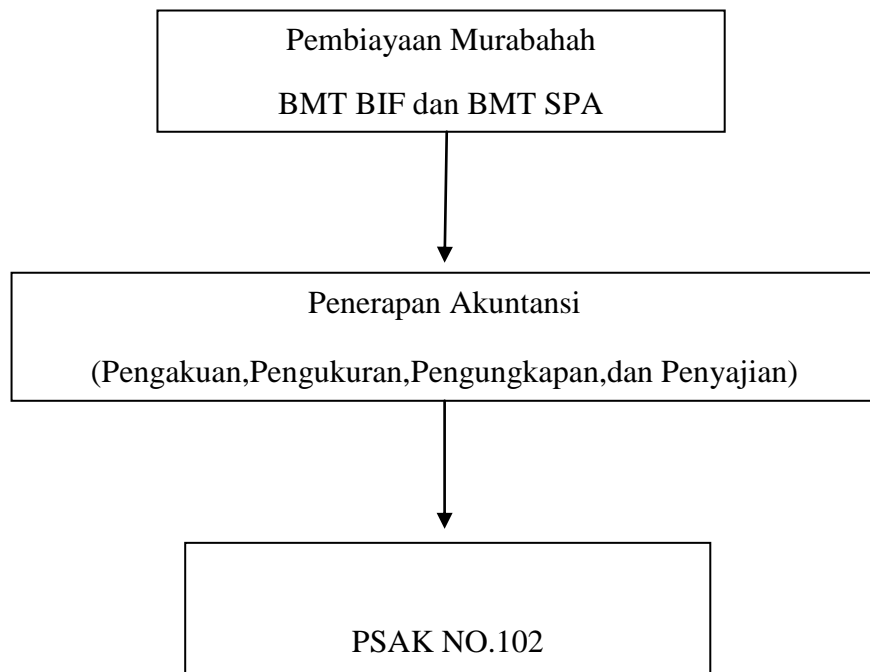 Pembiayaan Murabahah
BMT BIF dan BMT SPA
Penerapan Akuntansi
(Pengakuan,Pengukuran,Pengungkapan,dan Penyajian)
PSAK NO.102